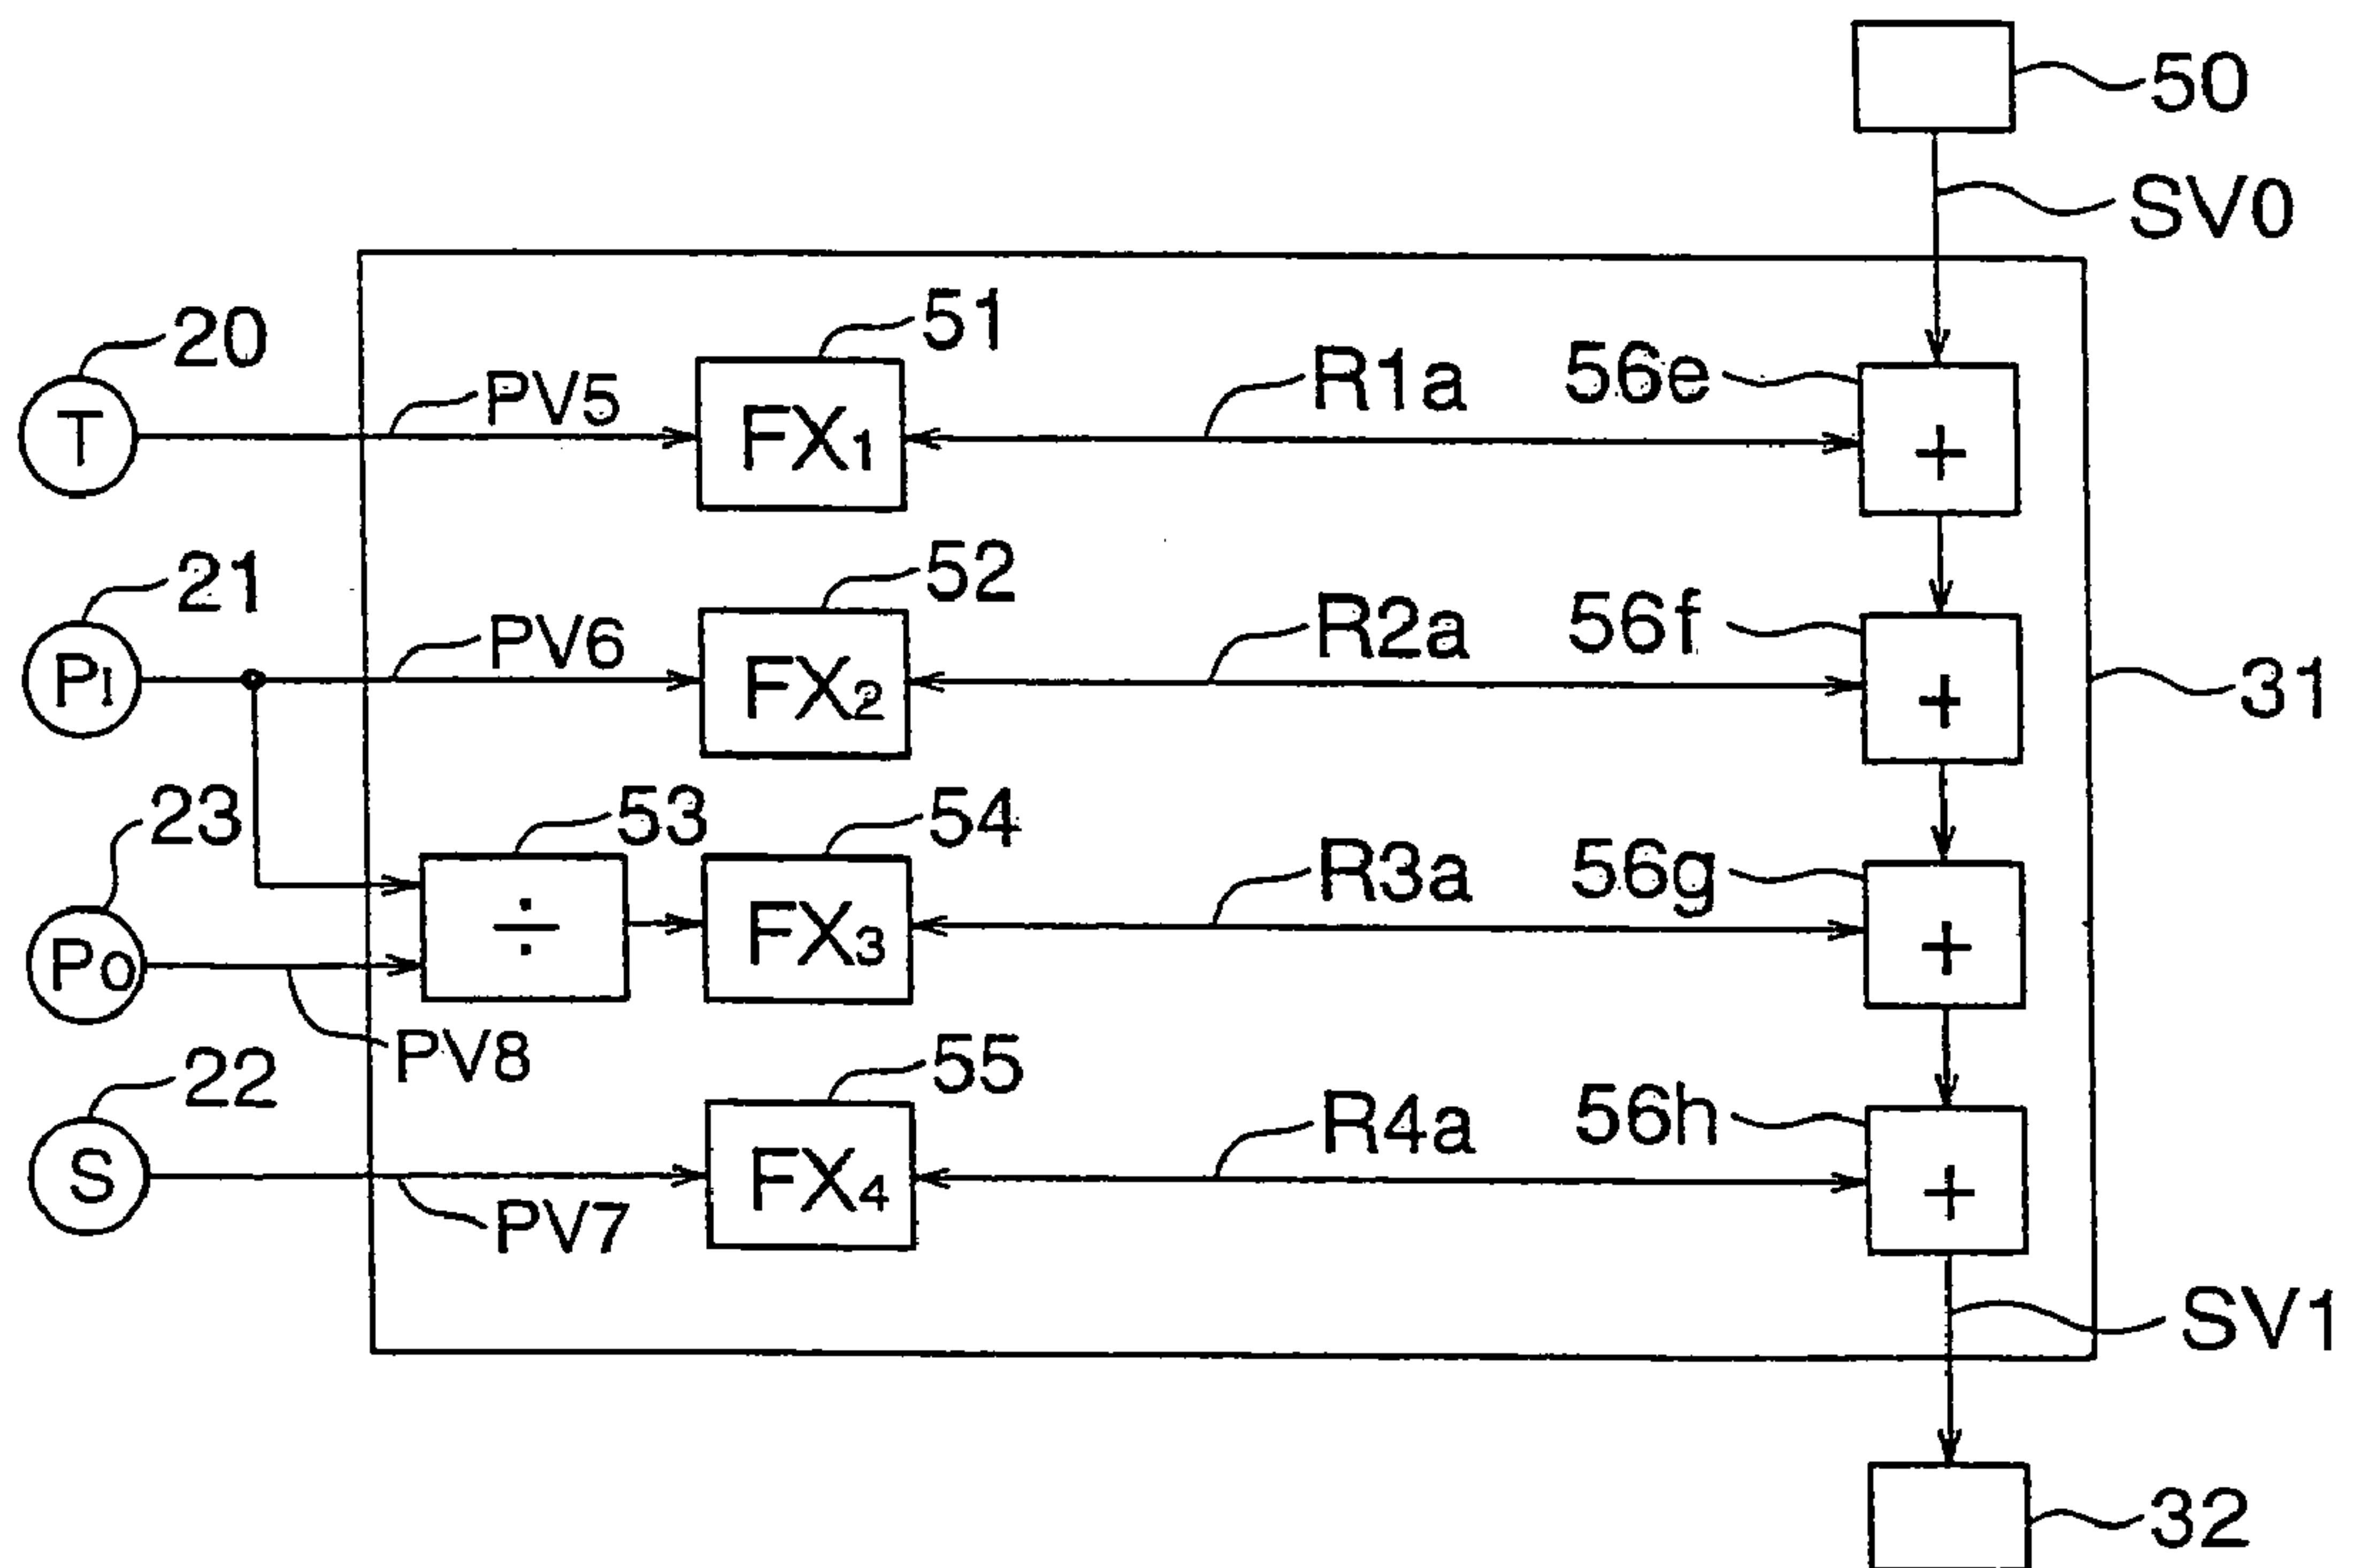 50
SV0
20
T
PV5
51
FX1
R1a
56e
+
21
PI
PV6
52
FX2
R2a
56f
+
31
23
Po
PV8
53
÷
54
FX3
R3a
56g
+
22
S
PV7
55
FX4
R4a
56h
+
SV1
32